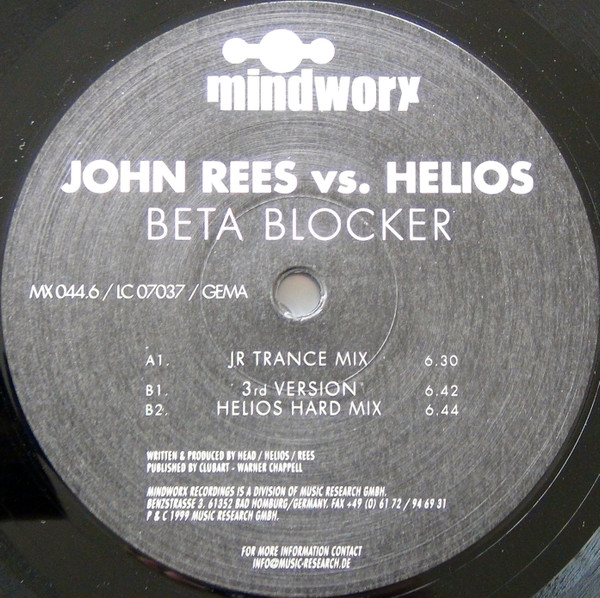 mindworx
JOHN REES vs. HELIOS
BETA BLOCKER
MX 044.6 / LC 07037 / GEMA
A1. JR TRANCE MIX 6.30
B1. 3rd VERSION 6.42
B2. HELIOS HARD MIX 6.44
WRITTEN & PRODUCED BY HEAD / HELIOS / REES
PUBLISHED BY CLUBART - WARNER CHAPPELL
MINDWORX RECORDINGS IS A DIVISION OF MUSIC RESEARCH GMBH.
BENZSTRASSE 3, 61352 BAD HOMBURG/GERMANY. FAX +49 (0) 61 72 / 94 69 31
P & C 1999 MUSIC RESEARCH GMBH.
FOR MORE INFORMATION CONTACT
INFO@MUSIC-RESEARCH.DE